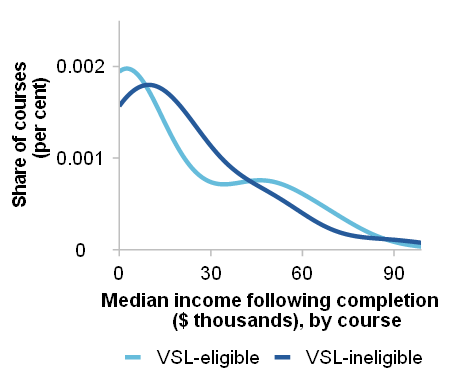 Share of courses
(per cent)
0.002
0.001
0
0
30
60
90
Median income following completion
($ thousands), by course
VSL-eligible
VSL-ineligible